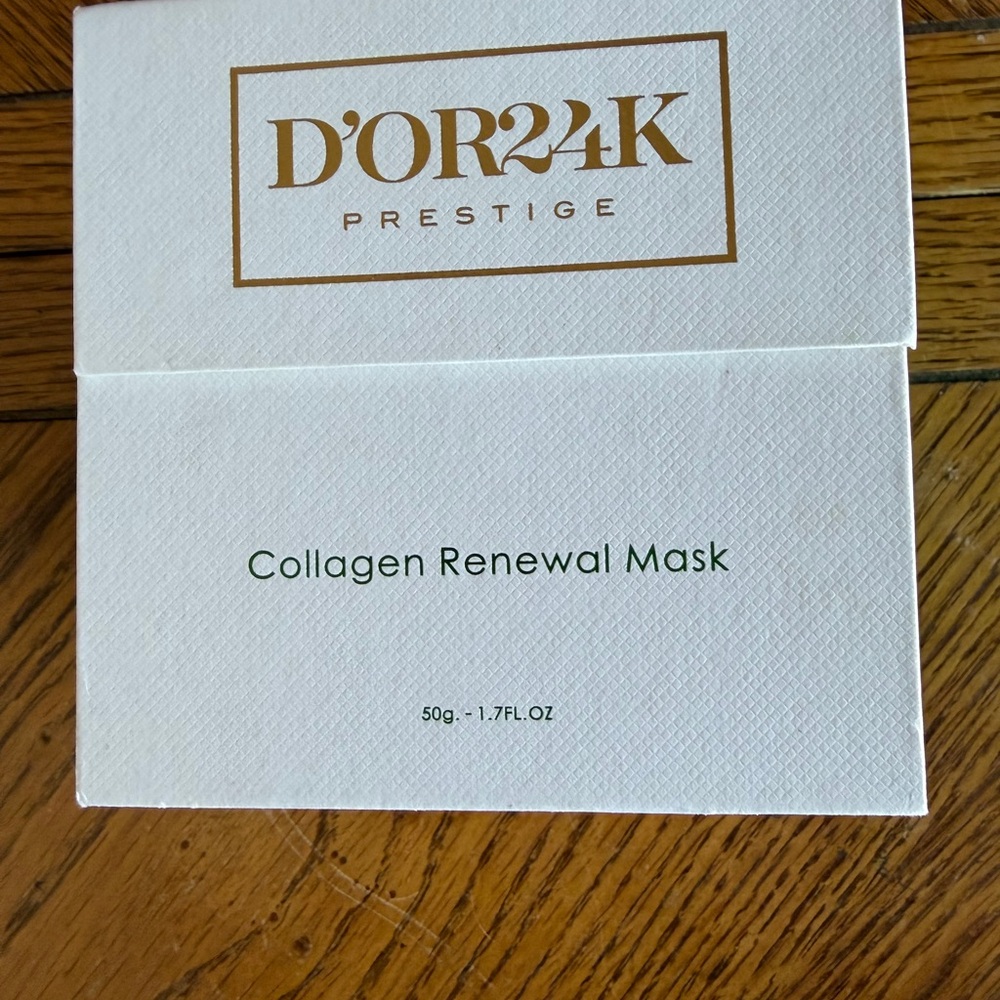 D'OR24K
PRESTIGE
Collagen Renewal Mask
50g. - 1.7FL.OZ